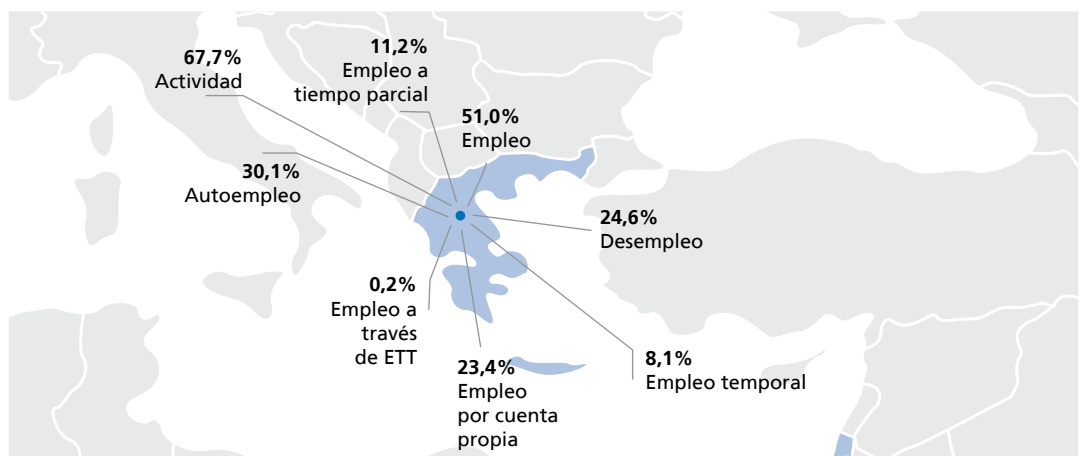 67,7%
Actividad
11,2%
Empleo a
tiempo parcial
51,0%
Empleo
30,1%
Autoempleo
24,6%
Desempleo
0,2%
Empleo a
través
de ETT
23,4%
Empleo
por cuenta
propia
8,1%
Empleo temporal